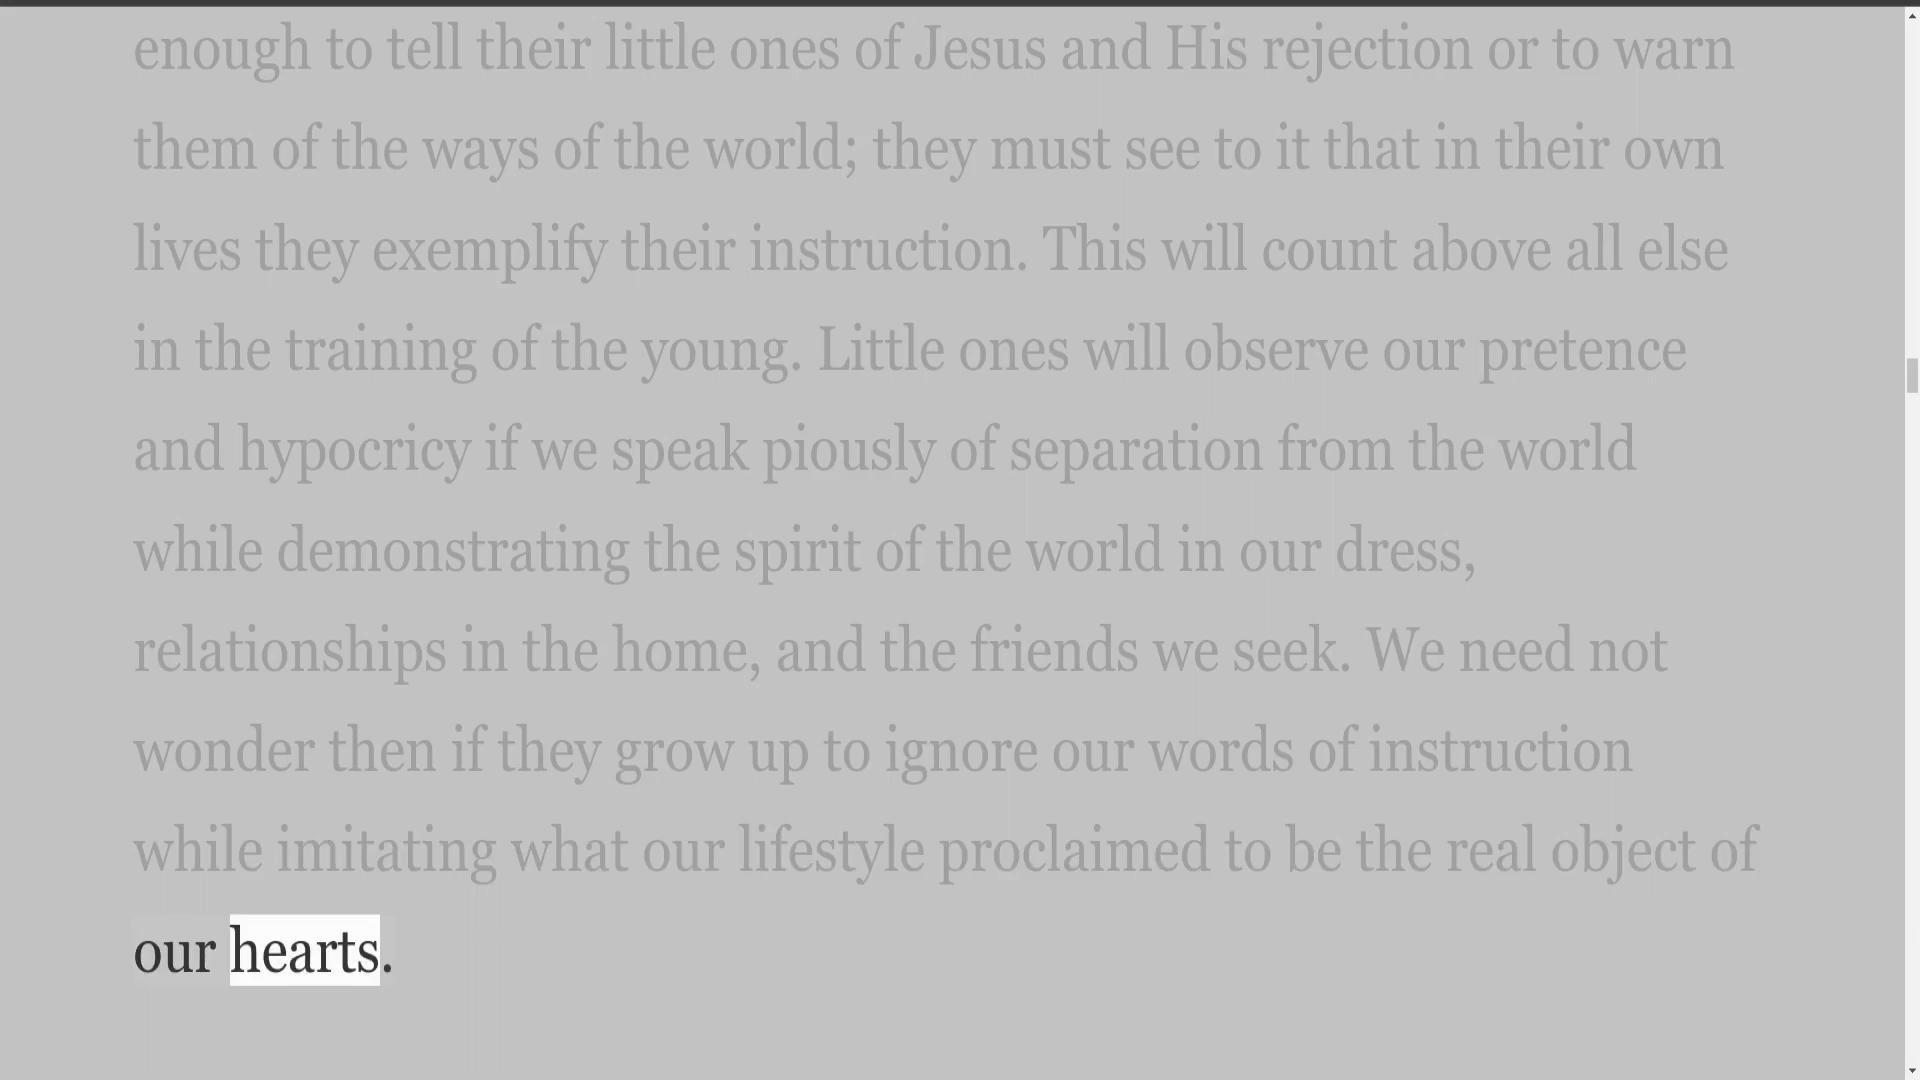 enough to tell their little ones of Jesus and His rejection or to warn
them of the ways of the world; they must see to it that in their own
lives they exemplify their instruction. This will count above all else
in the training of the young. Little ones will observe our pretence
and hypocricy if we speak piously of separation from the world
while demonstrating the spirit of the world in our dress,
relationships in the home, and the friends we seek. We need not
wonder then if they grow up to ignore our words of instruction
while imitating what our lifestyle proclaimed to be the real object of
our hearts.